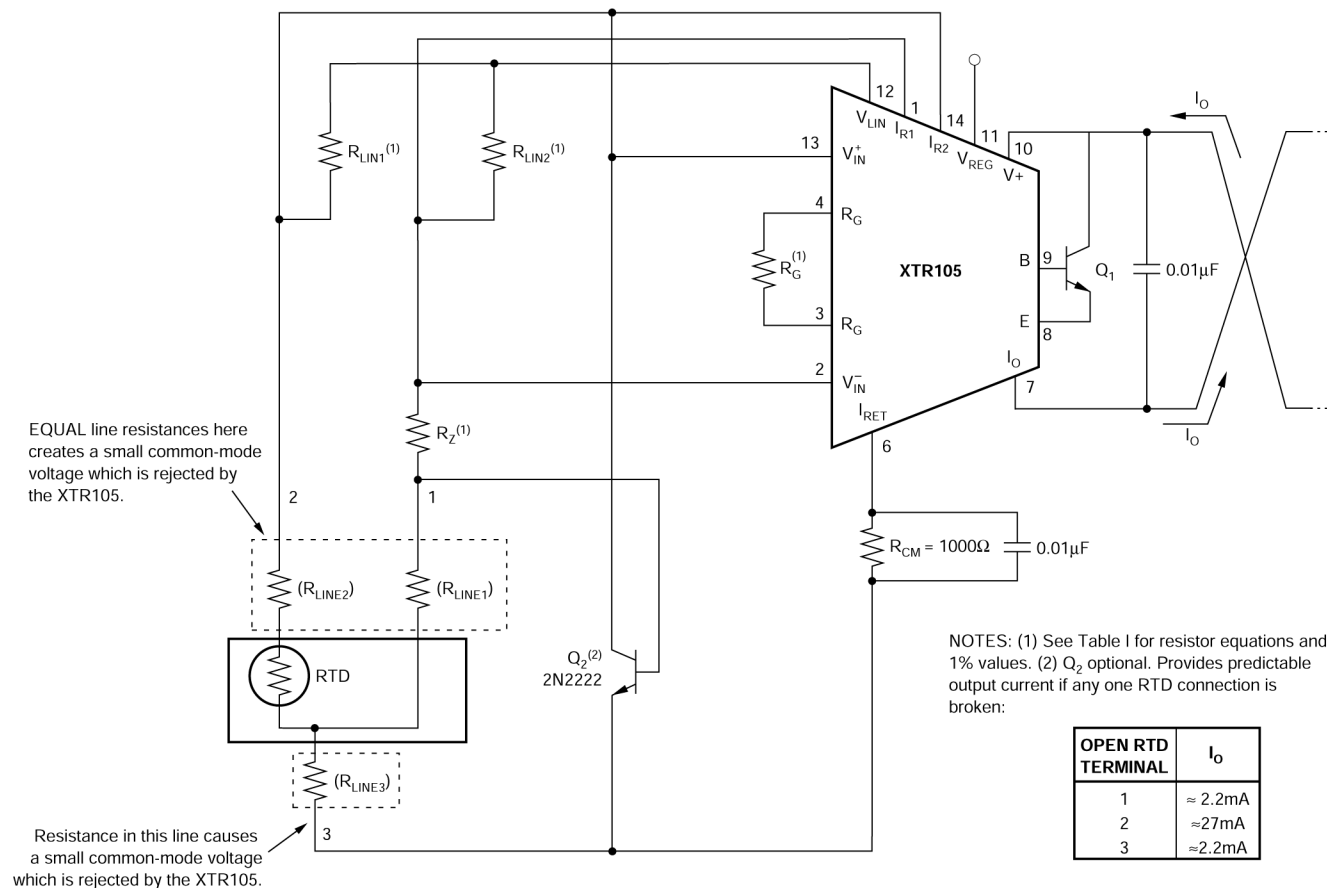 12
1
14
11
10
V_LIN
I_R1
I_R2
V_REG
V+
I_O
R_LIN1^(1)
R_LIN2^(1)
13
V_IN^+
4
R_G
R_G^(1)
XTR105
B
9
Q_1
0.01μF
3
R_G
E
8
I_O
7
2
V_IN^−
I_RET
6
I_O
EQUAL line resistances here
creates a small common-mode
voltage which is rejected by
the XTR105.
R_Z^(1)
2
1
R_CM = 1000Ω
0.01μF
(R_LINE2)
(R_LINE1)
RTD
Q_2^(2)
2N2222
(R_LINE3)
3
Resistance in this line causes
a small common-mode voltage
which is rejected by the XTR105.
NOTES: (1) See Table I for resistor equations and
1% values. (2) Q_2 optional. Provides predictable
output current if any one RTD connection is
broken:
OPEN RTD
TERMINAL
I_O
1 ≈ 2.2mA
2 ≈27mA
3 ≈2.2mA